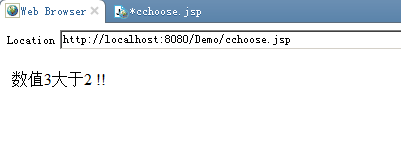 Web Browser *cchoose.jsp
Location http://localhost:8080/Demo/cchoose.jsp
数值3大于2 !!